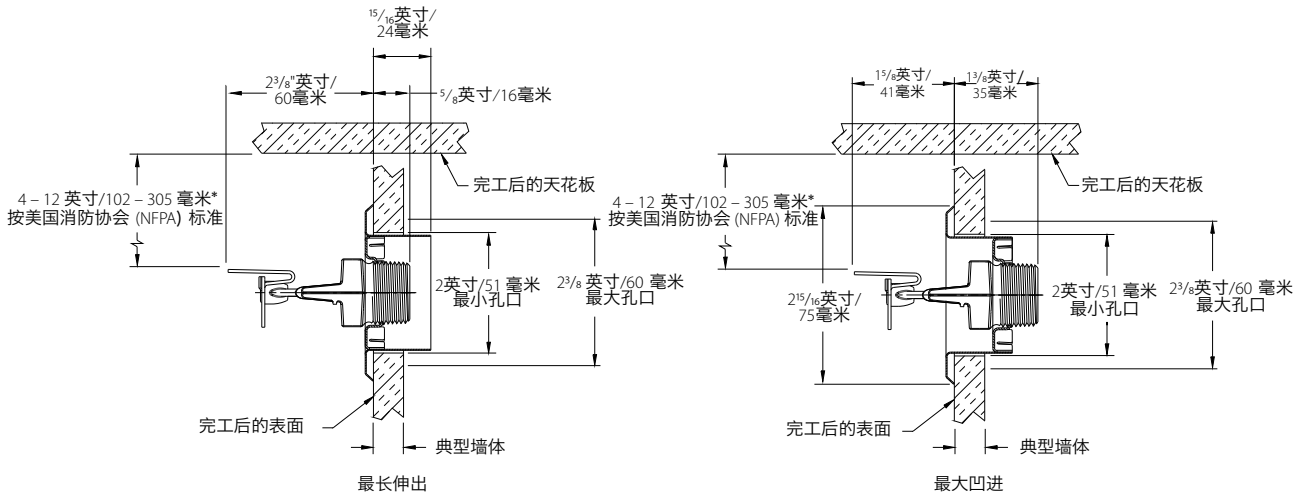 ¹⁵/₁₆英寸/
24毫米
2³/₈"英寸/
60毫米
⁵/₈英寸/16毫米
完工后的天花板
4 – 12 英寸/102 – 305 毫米*
按美国消防协会 (NFPA) 标准
2英寸/51 毫米
最小孔口
2³/₈ 英寸/60 毫米
最大孔口
完工后的表面
典型墙体
最长伸出
1⁵/₈英寸/
41毫米
1³/₈英寸/
35毫米
完工后的天花板
4 – 12 英寸/102 – 305 毫米*
按美国消防协会 (NFPA) 标准
2¹⁵/₁₆英寸/
75毫米
2英寸/51 毫米
最小孔口
2³/₈英寸/60 毫米
最大孔口
完工后的表面
典型墙体
最大凹进